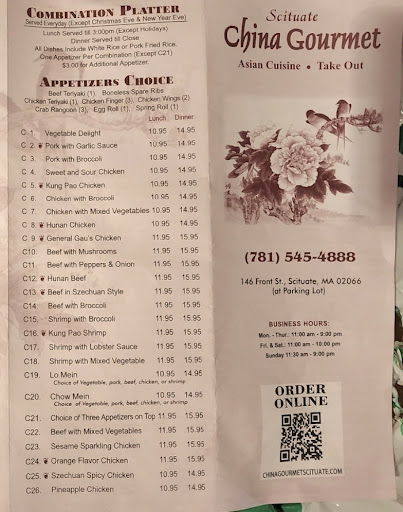 COMBINATION PLATTER
Served Everyday (Except Christmas Eve & New Year Eve)
Lunch Served till 3:00pm (Except Holidays)
Dinner Served till Close
All Dishes Include White Rice or Pork Fried Rice.
One Appetizer Per Combination (Except C21)
$3.00 for Additional Appetizer.
APPETIZERS CHOICE
Beef Teriyaki (1), Boneless Spare Ribs
Chicken Teriyaki (1), Chicken Finger (3), Chicken Wings (2)
Crab Rangoon (3), Egg Roll (1), Spring Roll (1)
Lunch Dinner
C 1. Vegetable Delight 10.95 14.95
C 2. Pork with Garlic Sauce 10.95 14.95
C 3. Pork with Broccoli 10.95 14.95
C 4. Sweet and Sour Chicken 10.95 14.95
C 5. Kung Pao Chicken 10.95 14.95
C 6. Chicken with Broccoli 10.95 14.95
C 7. Chicken with Mixed Vegetables 10.95 14.95
C 8. Hunan Chicken 10.95 14.95
C 9. General Gau's Chicken 11.95 15.95
C10. Beef with Mushrooms 11.95 15.95
C11. Beef with Peppers & Onion 11.95 15.95
C12. Hunan Beef 11.95 15.95
C13. Beef in Szechuan Style 11.95 15.95
C14. Beef with Broccoli 11.95 15.95
C15. Shrimp with Broccoli 11.95 15.95
C16. Kung Pao Shrimp 11.95 15.95
C17. Shrimp with Lobster Sauce 11.95 15.95
C18. Shrimp with Mixed Vegetable 11.95 15.95
C19. Lo Mein 10.95 14.95
Choice of Vegetable, pork, beef, chicken, or shrimp
C20. Chow Mein 10.95 14.95
Choice of Vegetable, pork, beef, chicken, or shrimp
C21. Choice of Three Appetizers on Top 11.95 15.95
C22. Beef with Mixed Vegetables 11.95 15.95
C23. Sesame Sparkling Chicken 11.95 15.95
C24. Orange Flavor Chicken 11.95 15.95
C25. Szechuan Spicy Chicken 10.95 14.95
C26. Pineapple Chicken 10.95 14.95
Scituate
China Gourmet
Asian Cuisine • Take Out
(781) 545-4888
146 Front St., Scituate, MA 02066
(at Parking Lot)
BUSINESS HOURS:
Mon. - Thur.: 11:00 am - 9:00 pm
Fri. & Sat.: 11:00 am - 10:00 pm
Sunday 11:30 am - 9:00 pm
ORDER
ONLINE
CHINAGOURMETSCITUATE.COM